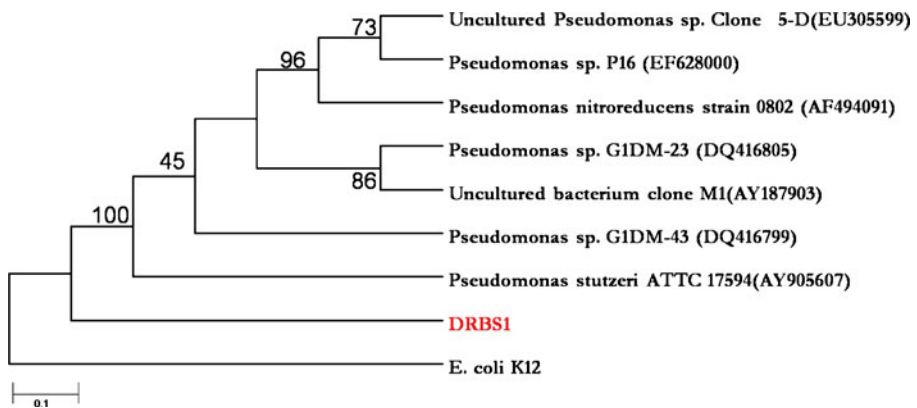 73
Uncultured Pseudomonas sp. Clone 5-D(EU305599
96
Pseudomonas sp. P16 (EF628000)
Pseudomonas nitroreducens strain 0802 (AF494091)
Pseudomonas sp. G1DM-23 (DQ416805)
45
86
Uncultured bacterium clone M1(AY187903)
100
Pseudomonas sp. G1DM-43 (DQ416799)
Pseudomonas stutzeri ATTC 17594(AY905607)
DRBS1
E. coli K12
0.1